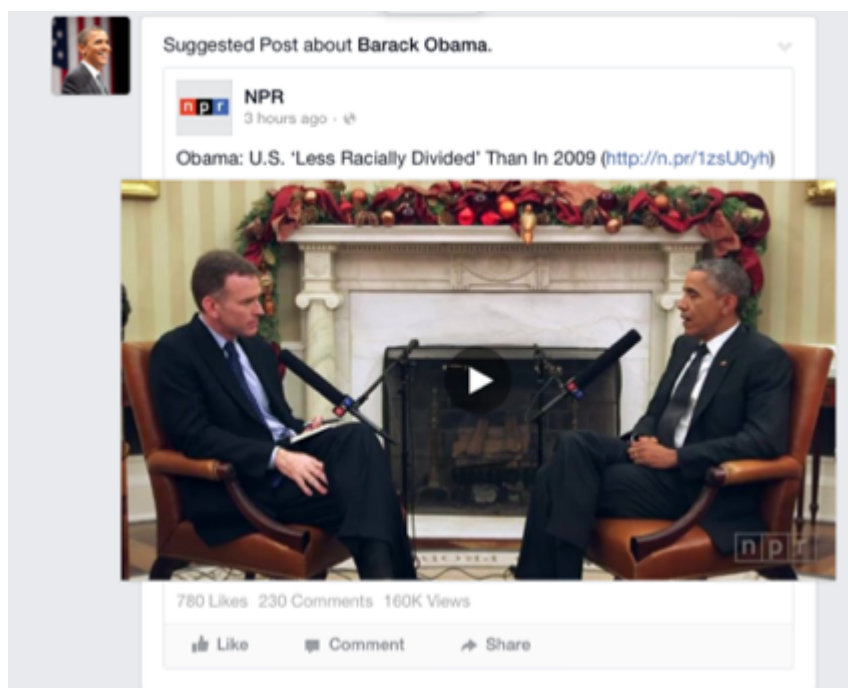 Suggested Post about Barack Obama.
npr
NPR
3 hours ago ·
Obama: U.S. 'Less Racially Divided' Than In 2009 (http://n.pr/1zsU0yh)
npr
780 Likes 230 Comments 160K Views
Like Comment Share